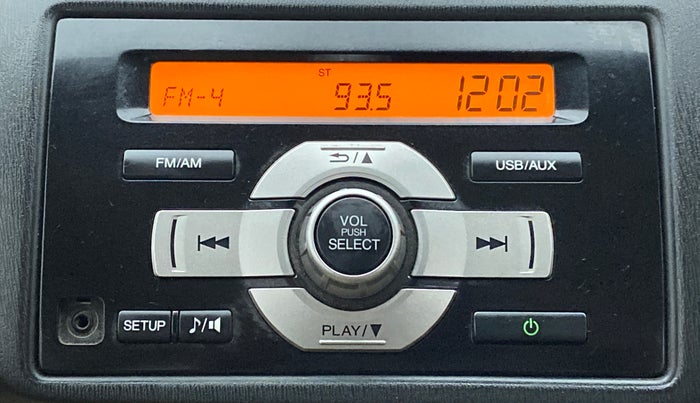 ST
FM-4 93.5 12 02
FM/AM
USB/AUX
VOL
PUSH
SELECT
SETUP
PLAY/▼